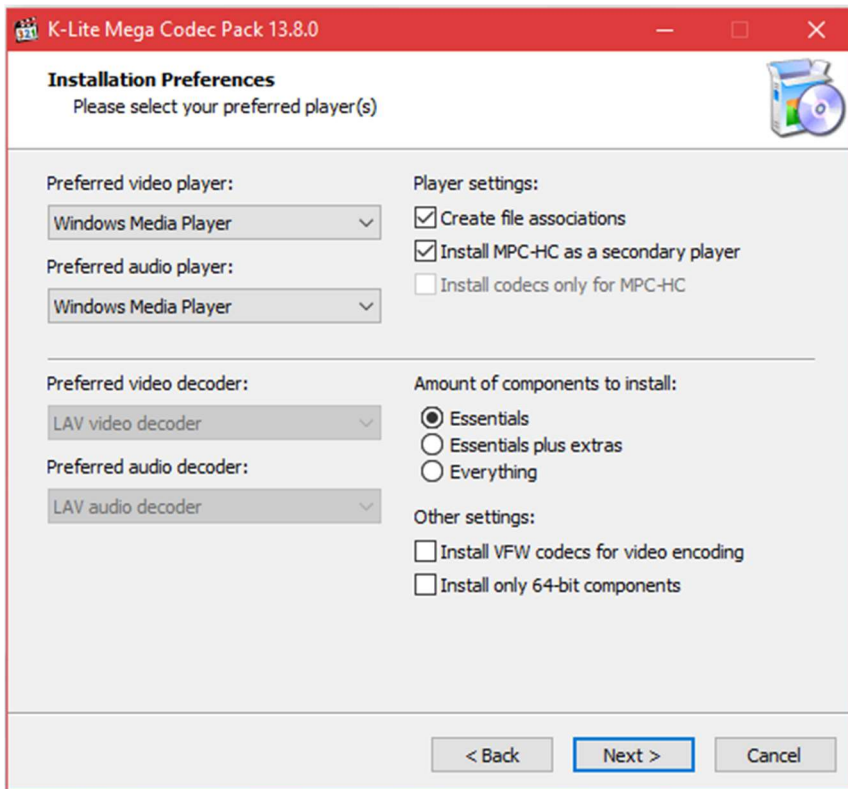 K-Lite Mega Codec Pack 13.8.0
Installation Preferences
Please select your preferred player(s)
Preferred video player:
Windows Media Player
Preferred audio player:
Windows Media Player
Player settings:
Create file associations
Install MPC-HC as a secondary player
Install codecs only for MPC-HC
Preferred video decoder:
LAV video decoder
Preferred audio decoder:
LAV audio decoder
Amount of components to install:
Essentials
Essentials plus extras
Everything
Other settings:
Install VFW codecs for video encoding
Install only 64-bit components
< Back
Next >
Cancel